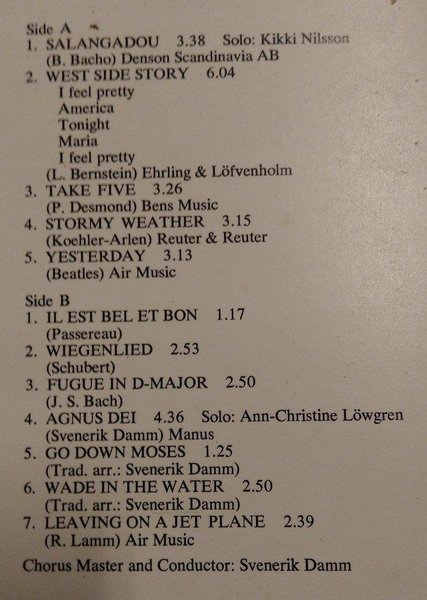 Side A
1. SALANGADOU 3.38 Solo: Kikki Nilsson
(B. Bacho) Denson Scandinavia AB
2. WEST SIDE STORY 6.04
I feel pretty
America
Tonight
Maria
I feel pretty
(L. Bernstein) Ehrling & Löfvenholm
3. TAKE FIVE 3.26
(P. Desmond) Bens Music
4. STORMY WEATHER 3.15
(Koehler-Arlen) Reuter & Reuter
5. YESTERDAY 3.13
(Beatles) Air Music
Side B
1. IL EST BEL ET BON 1.17
(Passereau)
2. WIEGENLIED 2.53
(Schubert)
3. FUGUE IN D-MAJOR 2.50
(J. S. Bach)
4. AGNUS DEI 4.36 Solo: Ann-Christine Löwgren
(Svenerik Damm) Manus
5. GO DOWN MOSES 1.25
(Trad. arr.: Svenerik Damm)
6. WADE IN THE WATER 2.50
(Trad. arr.: Svenerik Damm)
7. LEAVING ON A JET PLANE 2.39
(R. Lamm) Air Music
Chorus Master and Conductor: Svenerik Damm